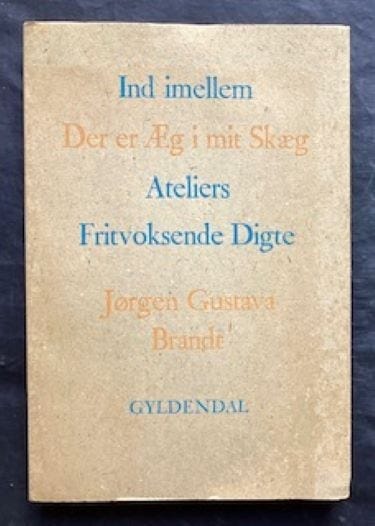 Ind imellem
Der er Æg i mit Skæg
Ateliers
Fritvoksende Digte
Jørgen Gustava
Brandt
GYLDENDAL